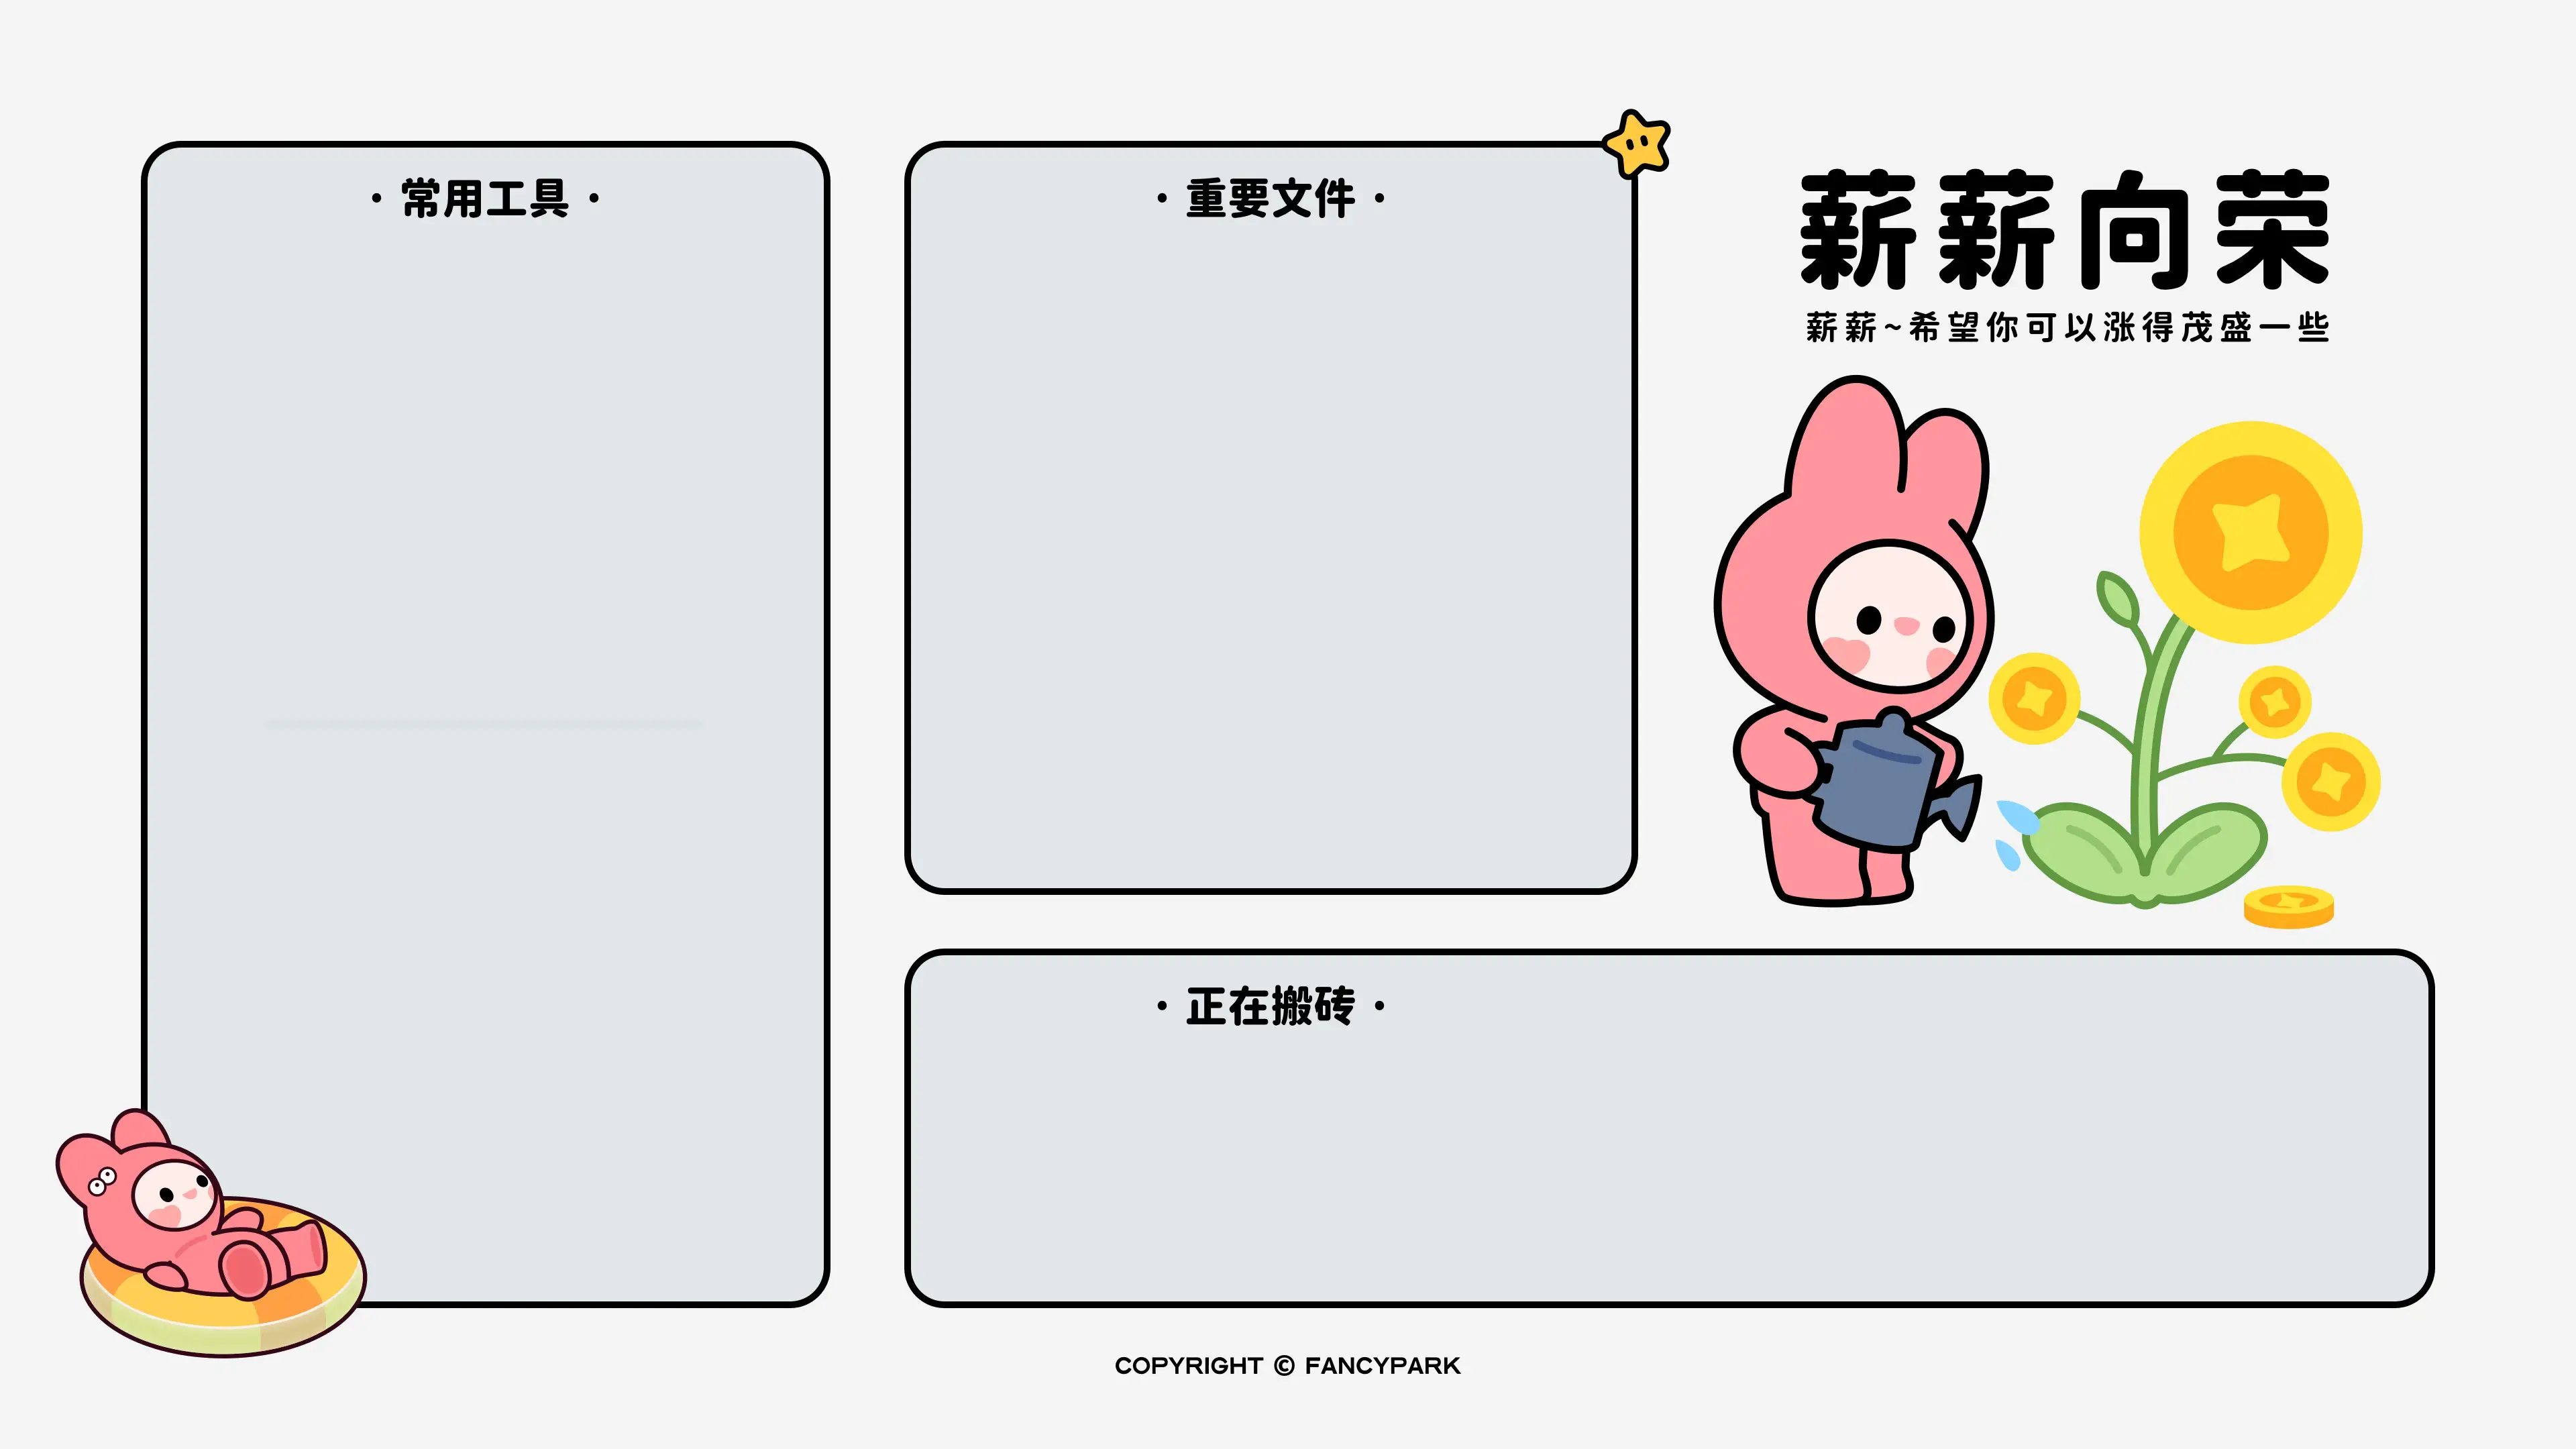 · 常用工具 ·
· 重要文件 ·
薪薪向荣
薪薪~希望你可以涨得茂盛一些
· 正在搬砖 ·
COPYRIGHT © FANCYPARK